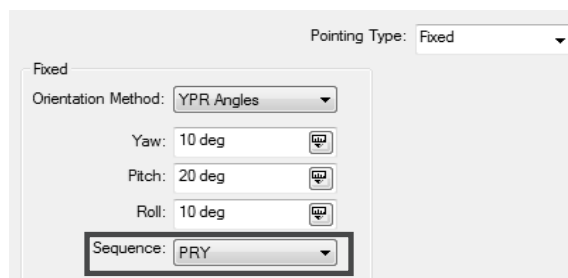 Pointing Type: Fixed
Fixed
Orientation Method: YPR Angles
Yaw: 10 deg
Pitch: 20 deg
Roll: 10 deg
Sequence: PRY